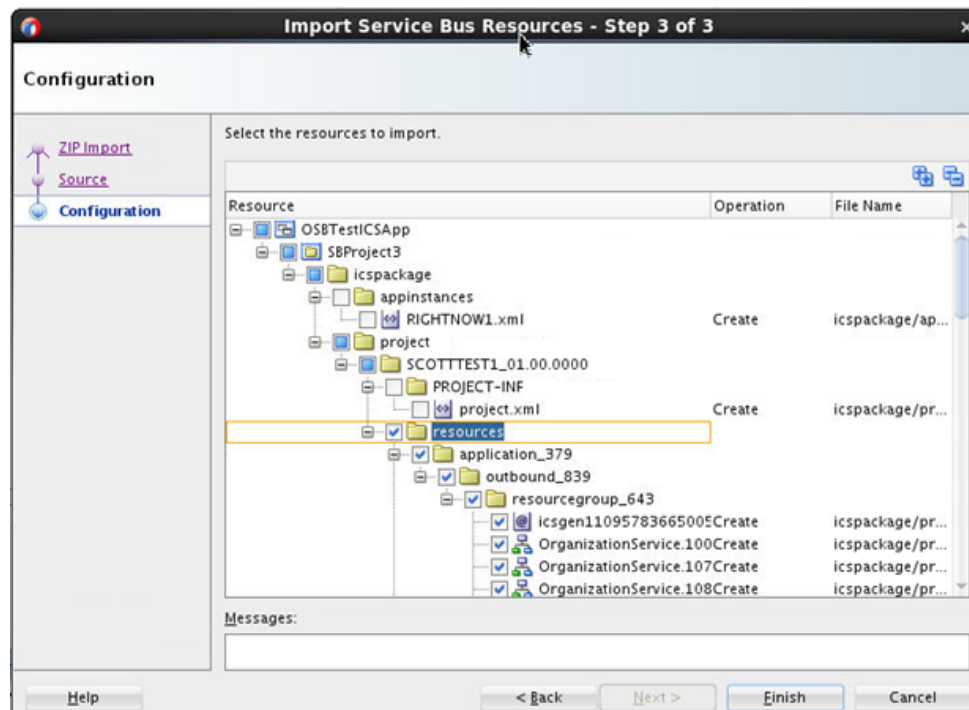 Import Service Bus Resources - Step 3 of 3
Configuration
ZIP Import
Source
Configuration
Select the resources to import.
Resource Operation File Name
OSBTestICSApp
SBProject3
icspackage
appinstances
RIGHTNOW1.xml Create icspackage/ap...
project
SCOTTTEST1_01.00.0000
PROJECT-INF
project.xml Create icspackage/pr...
resources
application_379
outbound_839
resourcegroup_643
icsgen11095783665005Create icspackage/pr...
OrganizationService.100Create icspackage/pr...
OrganizationService.107Create icspackage/pr...
OrganizationService.108Create icspackage/pr...
Messages:
Help < Back Next > Finish Cancel